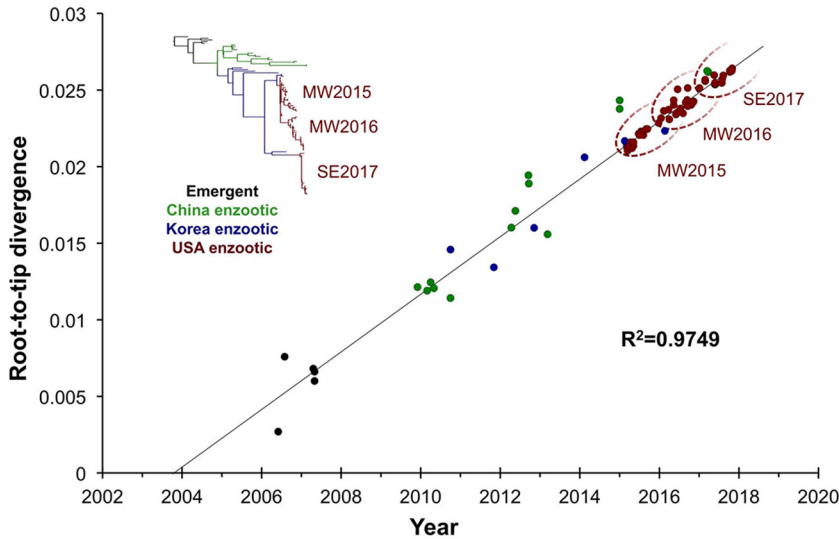 0.03
0.025
0.02
0.015
0.01
0.005
0
Root-to-tip divergence
MW2015
MW2016
SE2017
Emergent
China enzootic
Korea enzootic
USA enzootic
SE2017
MW2016
MW2015
R²=0.9749
2002 2004 2006 2008 2010 2012 2014 2016 2018 2020
Year